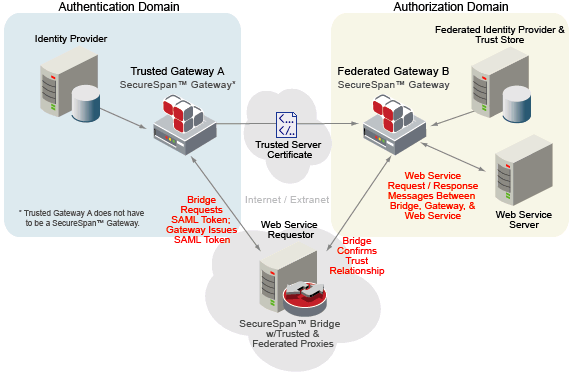 Authentication Domain
Authorization Domain
Identity Provider
Federated Identity Provider &
Trust Store
Trusted Gateway A
SecureSpan™ Gateway*
Federated Gateway B
SecureSpan™ Gateway
<...>
</..
Trusted Server
Certificate
Internet / Extranet
Web Service
Request / Response
Messages Between
Bridge, Gateway, &
Web Service
Web Service
Server
* Trusted Gateway A does not have
to be a SecureSpan™ Gateway.
Bridge
Requests
SAML Token;
Gateway Issues
SAML Token
Web Service
Requestor
Bridge
Confirms
Trust
Relationship
SecureSpan™ Bridge
w/Trusted &
Federated Proxies